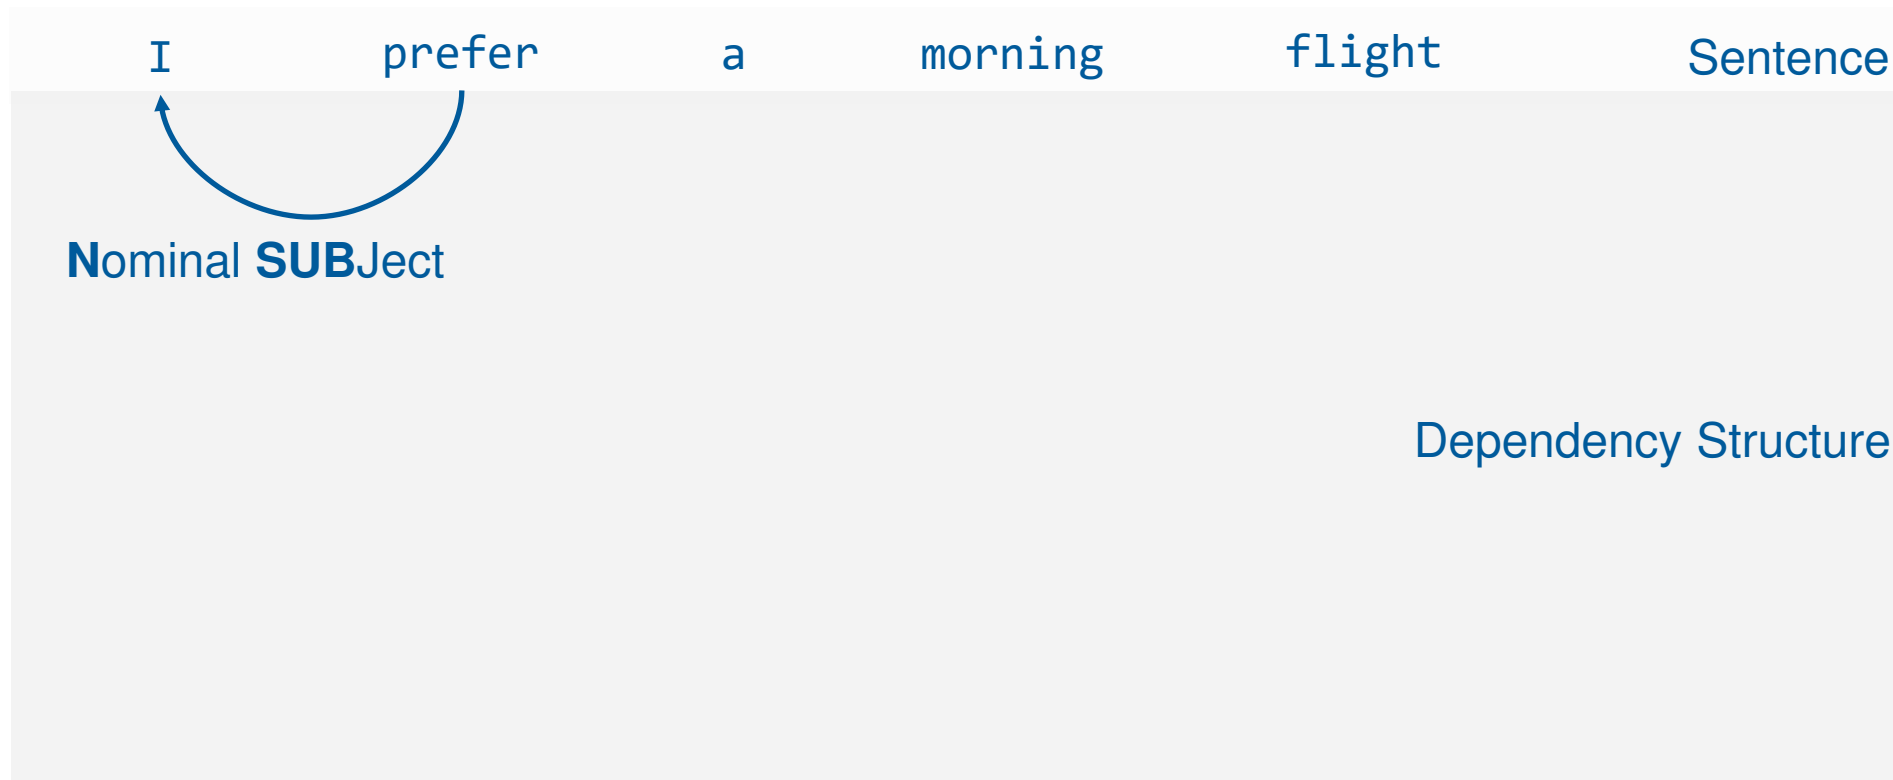 I prefer a morning flight Sentence
Nominal SUBJect
Dependency Structure